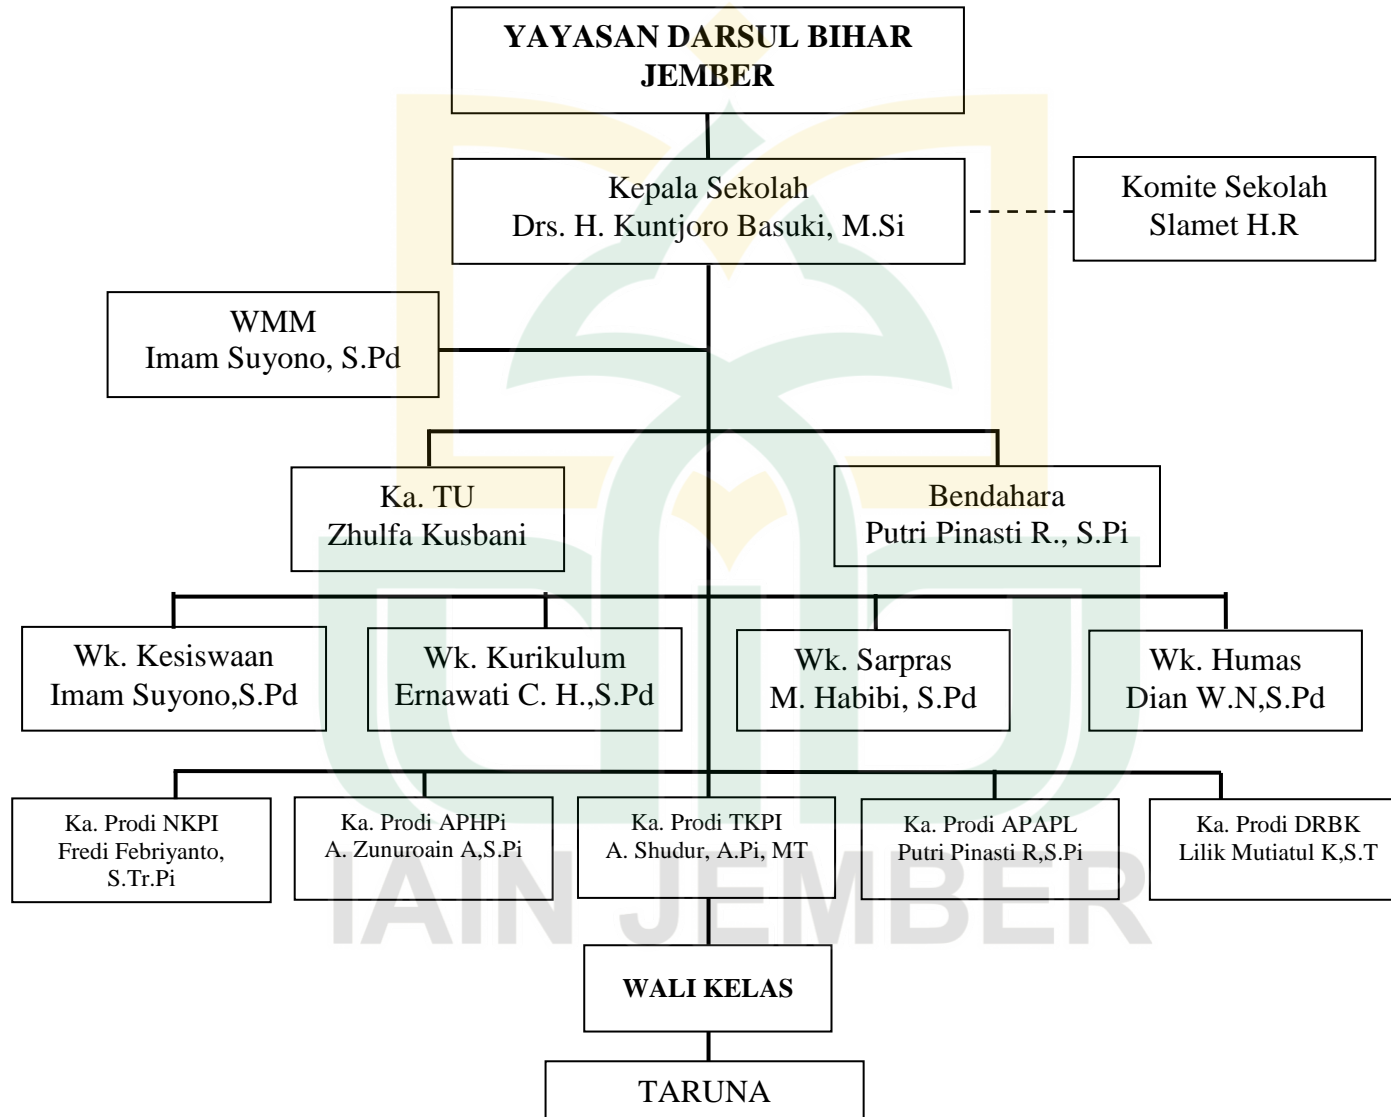 YAYASAN DARSUL BIHAR
JEMBER
Kepala Sekolah
Drs. H. Kuntjoro Basuki, M.Si
Komite Sekolah
Slamet H.R
WMM
Imam Suyono, S.Pd
Ka. TU
Zhulfa Kusbani
Bendahara
Putri Pinasti R., S.Pi
Wk. Kesiswaan
Imam Suyono,S.Pd
Wk. Kurikulum
Ernawati C. H.,S.Pd
Wk. Sarpras
M. Habibi, S.Pd
Wk. Humas
Dian W.N,S.Pd
Ka. Prodi NKPI
Fredi Febriyanto,
S.Tr.Pi
Ka. Prodi APHPi
A. Zunuroain A,S.Pi
Ka. Prodi TKPI
A. Shudur, A.Pi, MT
Ka. Prodi APAPL
Putri Pinasti R,S.Pi
Ka. Prodi DRBK
Lilik Mutiatul K,S.T
IAIN JEMBER
WALI KELAS
TARUNA